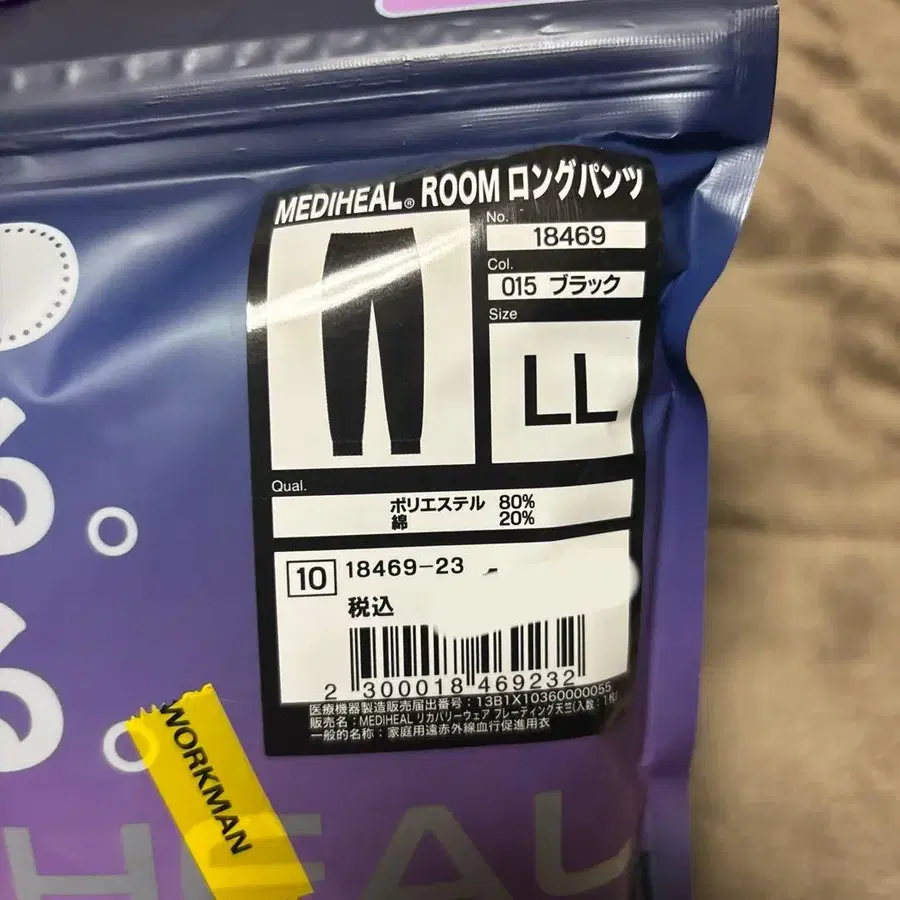 MEDIHEAL® ROOM ロングパンツ
No.
18469
Col.
015 ブラック
Size
LL
Qual.
ポリエステル 80%
綿 20%
10 18469-23
税込
2 300018 469232
医療機器製造販売届出番号:13B1X10360000055
販売名:MEDIHEAL リカバリーウェア フレーティング天竺(入数:1枚)
一般的名称:家庭用遠赤外線血行促進用衣
WORKMAN
HEAL